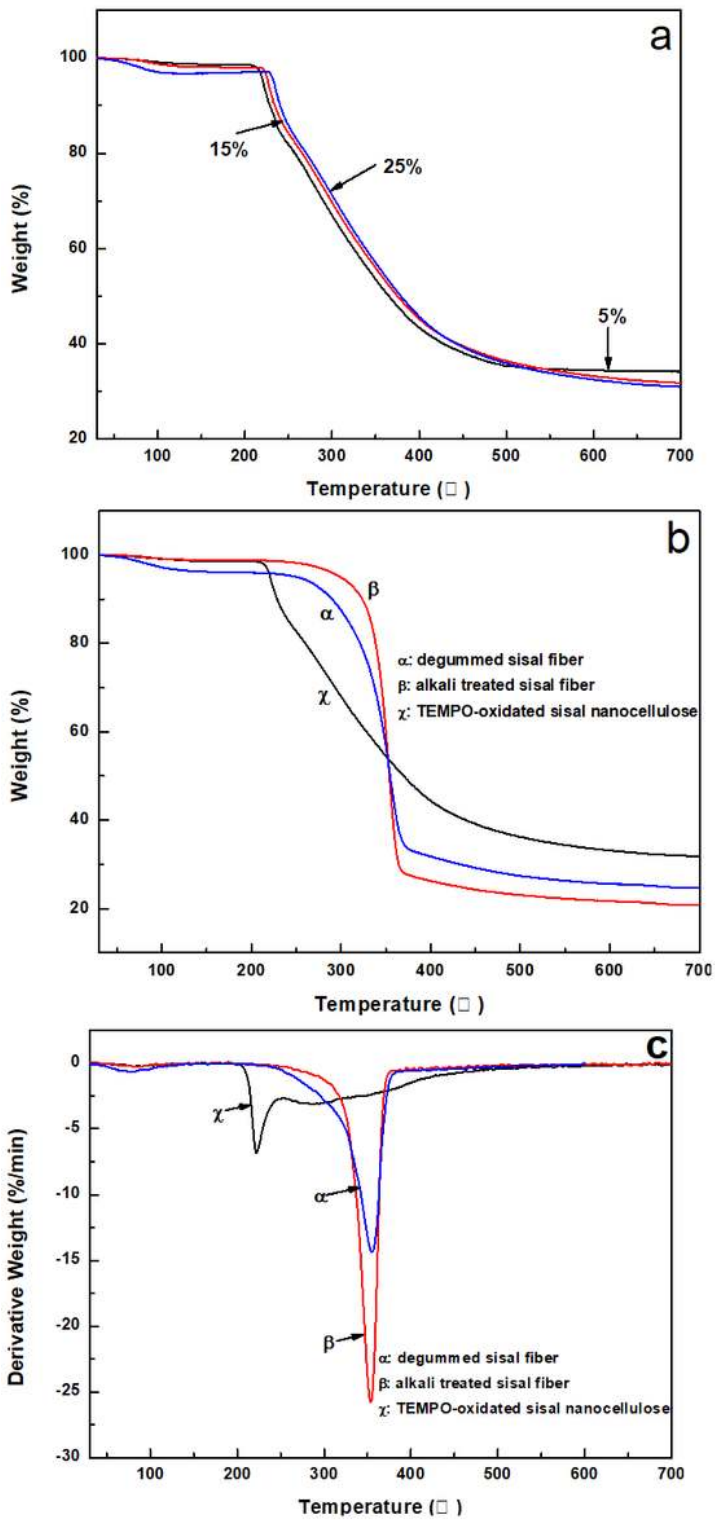 a
100
80
60
40
20
15%
25%
5%
Weight (%)
100 200 300 400 500 600 700
Temperature (□ )
b
100
80
60
40
20
β
α
χ
α: degummed sisal fiber
β: alkali treated sisal fiber
χ: TEMPO-oxidated sisal nanocellulose
Weight (%)
100 200 300 400 500 600 700
Temperature (□ )
c
0
-5
-10
-15
-20
-25
-30
χ
α
β
α: degummed sisal fiber
β: alkali treated sisal fiber
χ: TEMPO-oxidated sisal nanocellulose
Derivative Weight (%/min)
100 200 300 400 500 600 700
Temperature (□ )